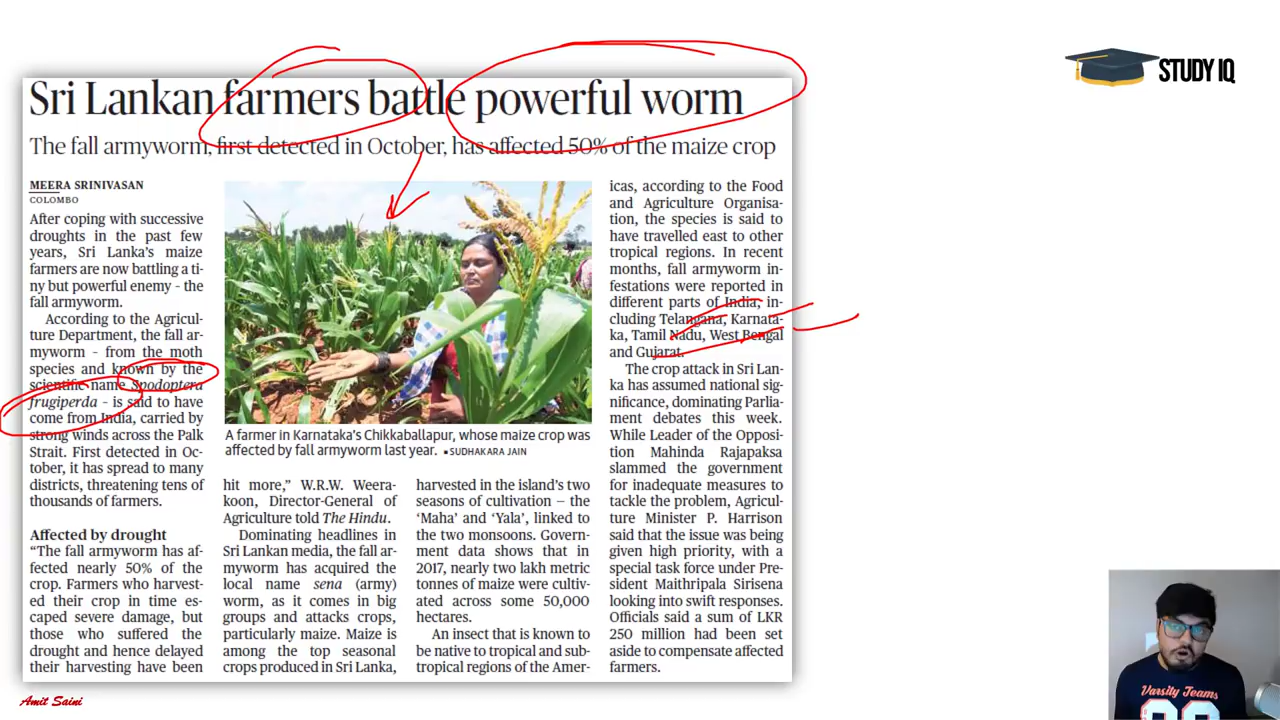 STUDY IQ
Sri Lankan farmers battle powerful worm
The fall armyworm, first detected in October, has affected 50% of the maize crop
MEERA SRINIVASAN
COLOMBO
After coping with successive
droughts in the past few
years, Sri Lanka's maize
farmers are now battling a ti-
ny but powerful enemy - the
fall armyworm.
According to the Agricul-
ture Department, the fall ar-
myworm - from the moth
species and known by the
scientific name Spodoptera
frugiperda - is said to have
come from India, carried by
strong winds across the Palk
Strait. First detected in Oc-
tober, it has spread to many
districts, threatening tens of
thousands of farmers.
Affected by drought
“The fall armyworm has af-
fected nearly 50% of the
crop. Farmers who harvest-
ed their crop in time es-
caped severe damage, but
those who suffered the
drought and hence delayed
their harvesting have been
A farmer in Karnataka's Chikkaballapur, whose maize crop was
affected by fall armyworm last year. ▪SUDHAKARA JAIN
hit more,” W.R.W. Weera-
koon, Director-General of
Agriculture told The Hindu.
Dominating headlines in
Sri Lankan media, the fall ar-
myworm has acquired the
local name sena (army)
worm, as it comes in big
groups and attacks crops,
particularly maize. Maize is
among the top seasonal
crops produced in Sri Lanka,
harvested in the island's two
seasons of cultivation – the
‘Maha’ and ‘Yala’, linked to
the two monsoons. Govern-
ment data shows that in
2017, nearly two lakh metric
tonnes of maize were cultiv-
ated across some 50,000
hectares.
An insect that is known to
be native to tropical and sub-
tropical regions of the Amer-
icas, according to the Food
and Agriculture Organisa-
tion, the species is said to
have travelled east to other
tropical regions. In recent
months, fall armyworm in-
festations were reported in
different parts of India, in-
cluding Telangana, Karnata-
ka, Tamil Nadu, West Bengal
and Gujarat.
The crop attack in Sri Lan-
ka has assumed national sig-
nificance, dominating Parlia-
ment debates this week.
While Leader of the Opposi-
tion Mahinda Rajapaksa
slammed the government
for inadequate measures to
tackle the problem, Agricul-
ture Minister P. Harrison
said that the issue was being
given high priority, with a
special task force under Pre-
sident Maithripala Sirisena
looking into swift responses.
Officials said a sum of LKR
250 million had been set
aside to compensate affected
farmers.
Amit Saini
VARSITY TEAMS